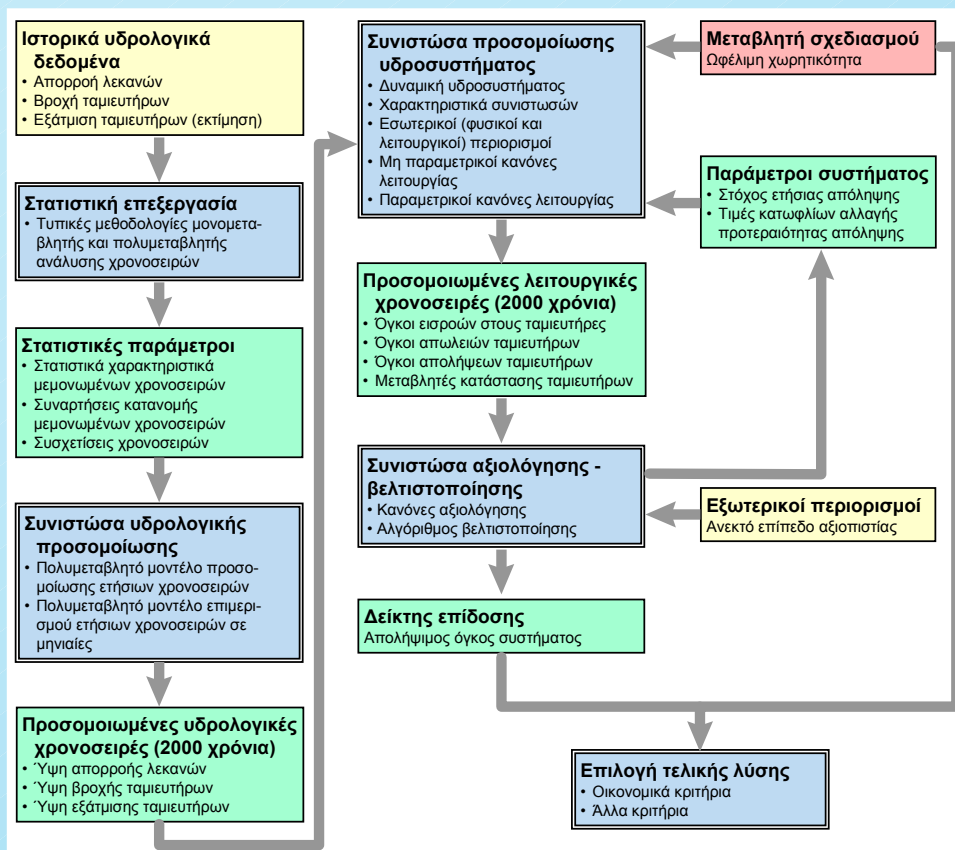 Ιστορικά υδρολογικά
δεδομένα
• Απορροή λεκανών
• Βροχή ταμιευτήρων
• Εξάτμιση ταμιευτήρων (εκτίμηση)
Στατιστική επεξεργασία
• Τυπικές μεθοδολογίες μονομετα-
βλητής και πολυμεταβλητής
ανάλυσης χρονοσειρών
Στατιστικές παράμετροι
• Στατιστικά χαρακτηριστικά
μεμονωμένων χρονοσειρών
• Συναρτήσεις κατανομής
μεμονωμένων χρονοσειρών
• Συσχετίσεις χρονοσειρών
Συνιστώσα υδρολογικής
προσομοίωσης
• Πολυμεταβλητό μοντέλο προσο-
μοίωσης ετήσιων χρονοσειρών
• Πολυμεταβλητό μοντέλο επιμερι-
σμού ετήσιων χρονοσειρών σε
μηνιαίες
Προσομοιωμένες υδρολογικές
χρονοσειρές (2000 χρόνια)
• Ύψη απορροής λεκανών
• Ύψη βροχής ταμιευτήρων
• Ύψη εξάτμισης ταμιευτήρων
Συνιστώσα προσομοίωσης
υδροσυστήματος
• Δυναμική υδροσυστήματος
• Χαρακτηριστικά συνιστωσών
• Εσωτερικοί (φυσικοί και
λειτουργικοί) περιορισμοί
• Μη παραμετρικοί κανόνες
λειτουργίας
• Παραμετρικοί κανόνες λειτουργίας
Προσομοιωμένες λειτουργικές
χρονοσειρές (2000 χρόνια)
• Όγκοι εισροών στους ταμιευτήρες
• Όγκοι απωλειών ταμιευτήρων
• Όγκοι απολήψεων ταμιευτήρων
• Μεταβλητές κατάστασης ταμιευτήρων
Συνιστώσα αξιολόγησης -
βελτιστοποίησης
• Κανόνες αξιολόγησης
• Αλγόριθμος βελτιστοποίησης
Δείκτης επίδοσης
Απολήψιμος όγκος συστήματος
Μεταβλητή σχεδιασμού
Ωφέλιμη χωρητικότητα
Παράμετροι συστήματος
• Στόχος ετήσιας απόληψης
• Τιμές κατωφλίων αλλαγής
προτεραιότητας απόληψης
Εξωτερικοί περιορισμοί
Ανεκτό επίπεδο αξιοπιστίας
Επιλογή τελικής λύσης
• Οικονομικά κριτήρια
• Άλλα κριτήρια